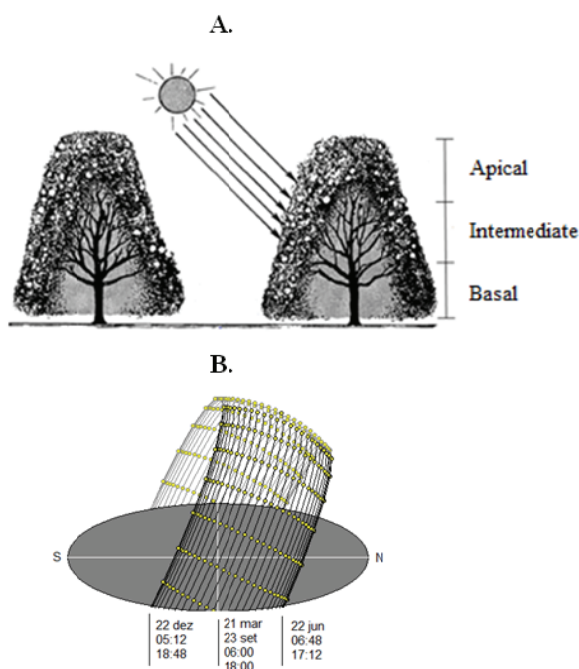 A.
Apical
Intermediate
Basal
B.
S
N
22 dez
05:12
18:48
21 mar
23 set
06:00
18:00
22 jun
06:48
17:12